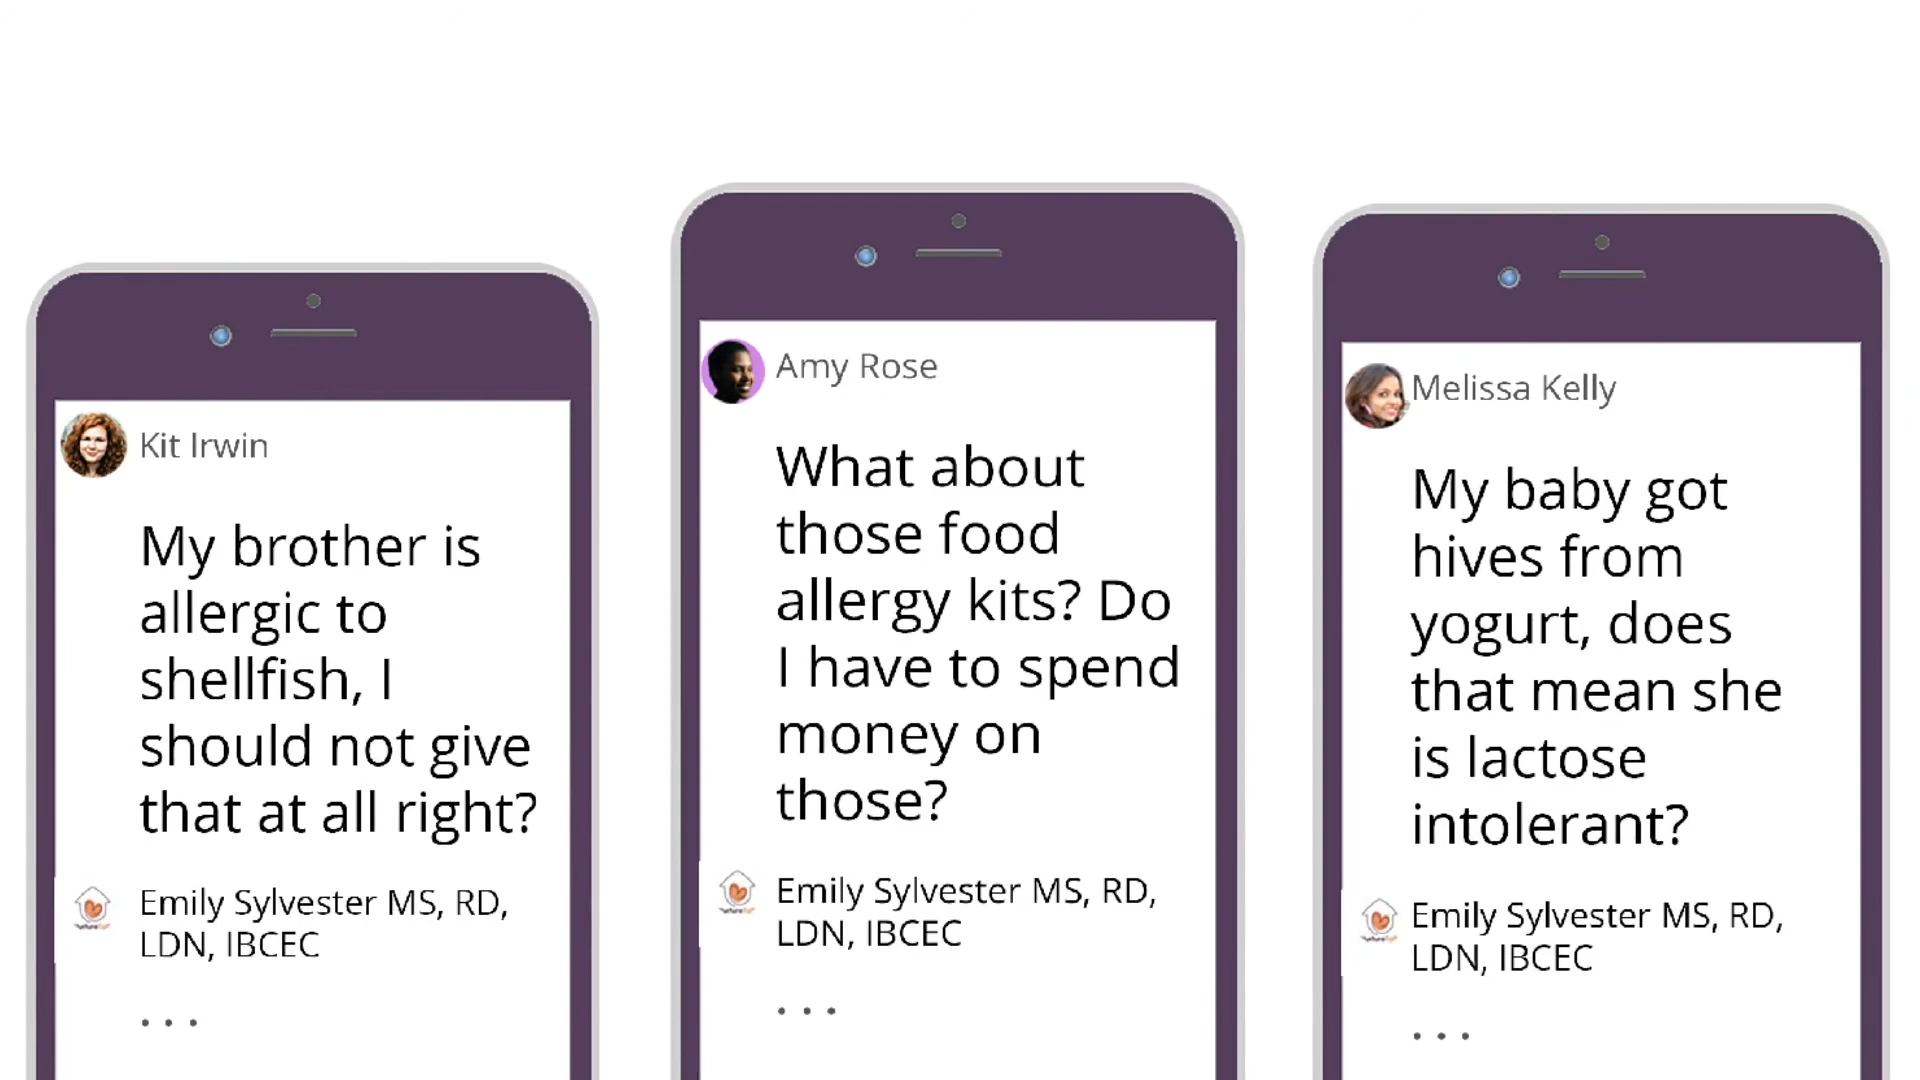 Kit Irwin
My brother is
allergic to
shellfish, I
should not give
that at all right?
Emily Sylvester MS, RD,
LDN, IBCEC
...
Amy Rose
What about
those food
allergy kits? Do
I have to spend
money on
those?
Emily Sylvester MS, RD,
LDN, IBCEC
...
Melissa Kelly
My baby got
hives from
yogurt, does
that mean she
is lactose
intolerant?
Emily Sylvester MS, RD,
LDN, IBCEC
...